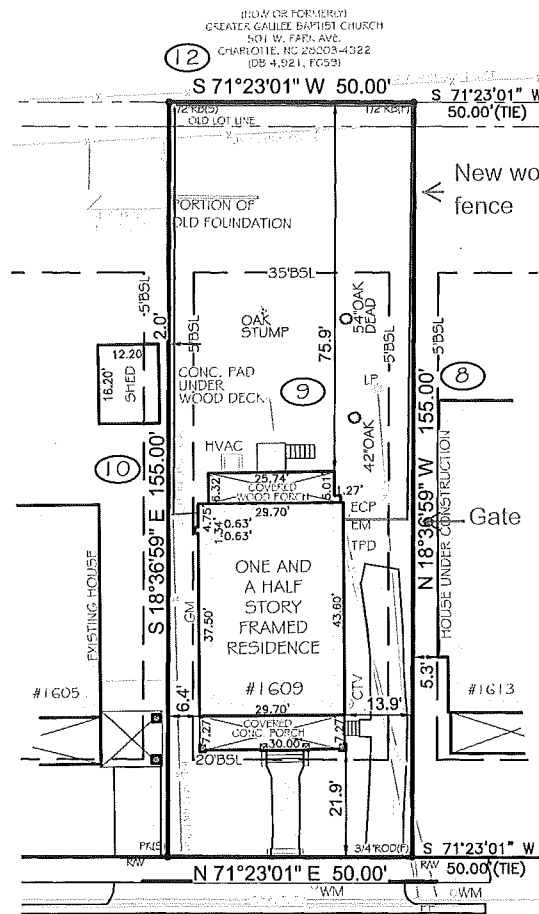 (NOW OR FORMERLY)
GREATER GALILEE BAPTIST CHURCH
501 W. PARK AVE.
CHARLOTTE, NC 28203-4322
(DB 4,921, PG59)
12
S 71°23'01" W 50.00'
S 71°23'01" W
50.00' (TIE)
1/2"RB(S)
1/2"RB(F)
OLD LOT LINE
New wo
fence
PORTION OF
OLD FOUNDATION
35'BSL
5'BSL
5'BSL
5'BSL
5'BSL
2.0'
OAK
STUMP
54"OAK
DEAD
75.9'
12.20
16.20'
SHED
CONC. PAD
UNDER
WOOD DECK
9
LP
8
42"OAK
10
HVAC
S 18°36'59" E 155.00'
N 18°36'59" W 155.00'
25.74'
COVERED
WOOD PORCH
6.32
6.01'
1.27'
29.70'
4.75'
1.34'
0.63'
0.63'
ECP
EM
TPD
Gate
ONE AND
A HALF
STORY
FRAMED
RESIDENCE
37.50'
43.60'
GM
EXISTING HOUSE
HOUSE UNDER CONSTRUCTION
#1605
#1609
#1613
CTV
6.4'
13.9'
5.3'
29.70'
COVERED
CONC. PORCH
7.27'
7.27'
30.00'
20'BSL
21.9'
PK(S)
3/4"ROD(F)
R/W
R/W
S 71°23'01" W
50.00' (TIE)
N 71°23'01" E 50.00'
WM
WM